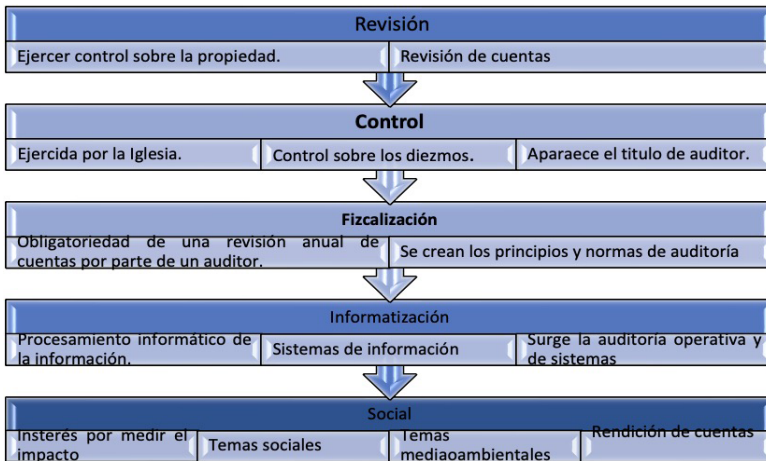 Revisión
Ejercer control sobre la propiedad.
Revisión de cuentas
Control
Ejercida por la Iglesia.
Control sobre los diezmos.
Aparaece el titulo de auditor.
Fizcalización
Obligatoriedad de una revisión anual de
cuentas por parte de un auditor.
Se crean los principios y normas de auditoría
Informatización
Procesamiento informático de
la información.
Sistemas de información
Surge la auditoría operativa y
de sistemas
Social
Insterés por medir el
impacto
Temas sociales
Temas
mediaoambientales
Rendición de cuentas